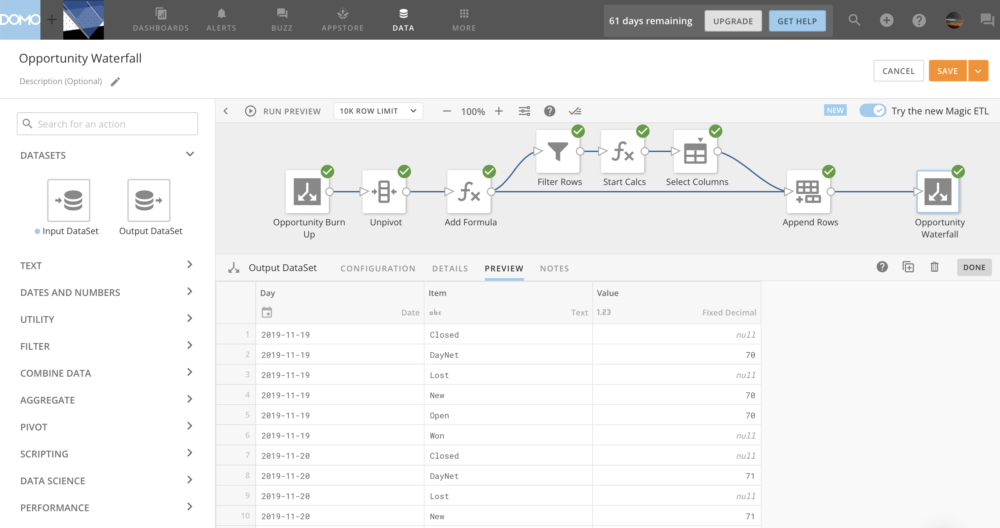 DOMO
DASHBOARDS
ALERTS
BUZZ
APPSTORE
DATA
MORE
61 days remaining
UPGRADE
GET HELP
Opportunity Waterfall
Description (Optional)
CANCEL
SAVE
Search for an action
DATASETS
Input DataSet
Output DataSet
TEXT
DATES AND NUMBERS
UTILITY
FILTER
COMBINE DATA
AGGREGATE
PIVOT
SCRIPTING
DATA SCIENCE
PERFORMANCE
RUN PREVIEW
10K ROW LIMIT
100%
NEW
Try the new Magic ETL
Filter Rows
Start Calcs
Select Columns
Opportunity Burn
Up
Unpivot
Add Formula
Append Rows
Opportunity
Waterfall
Output DataSet
CONFIGURATION
DETAILS
PREVIEW
NOTES
DONE
Day Item Value
Date abc Text 1.23 Fixed Decimal
1 2019-11-19 Closed null
2 2019-11-19 DayNet 70
3 2019-11-19 Lost null
4 2019-11-19 New 70
5 2019-11-19 Open 70
6 2019-11-19 Won null
7 2019-11-20 Closed null
8 2019-11-20 DayNet 71
9 2019-11-20 Lost null
10 2019-11-20 New 71